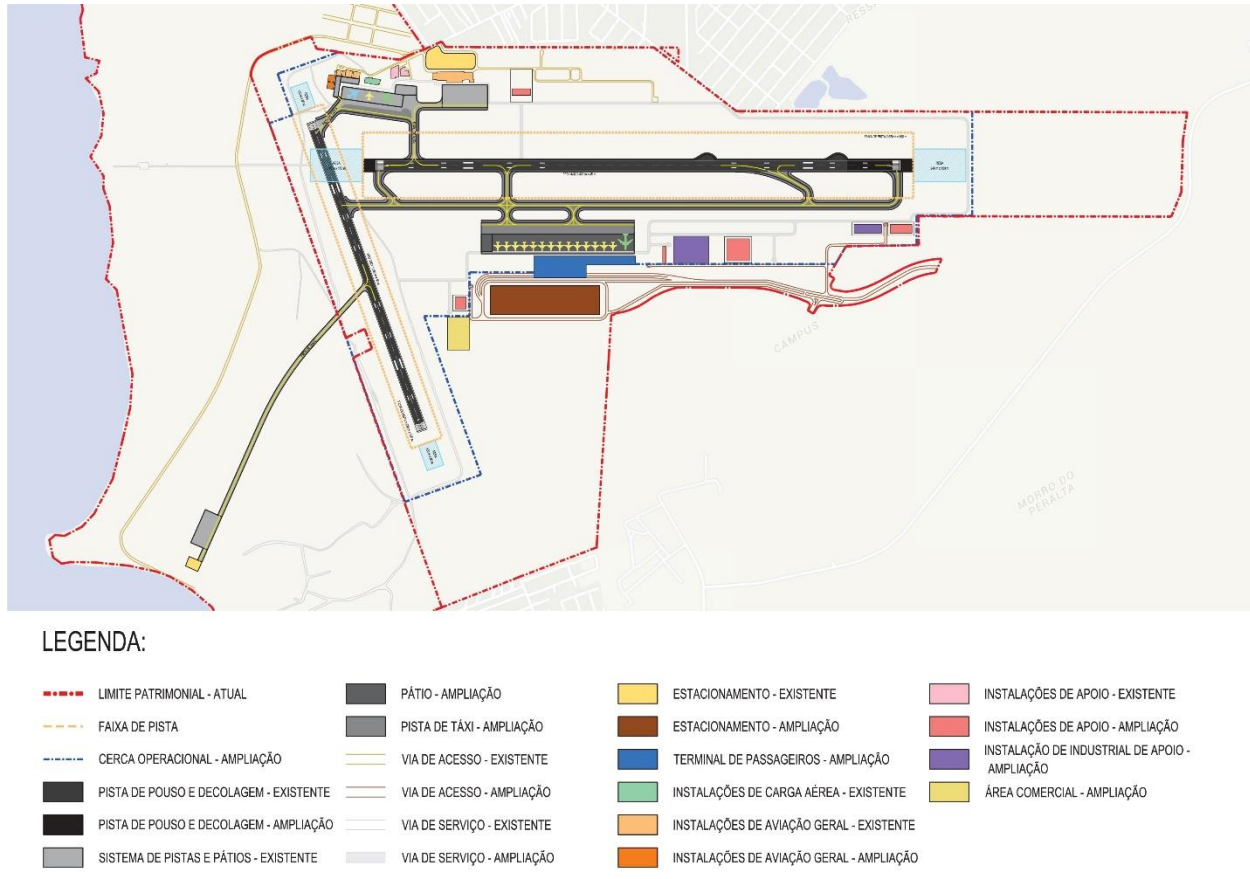 RESSA
CAMPUS
MORRO DO
PERALTA
LEGENDA:
LIMITE PATRIMONIAL - ATUAL
FAIXA DE PISTA
CERCA OPERACIONAL - AMPLIAÇÃO
PISTA DE POUSO E DECOLAGEM - EXISTENTE
PISTA DE POUSO E DECOLAGEM - AMPLIAÇÃO
SISTEMA DE PISTAS E PÁTIOS - EXISTENTE
PÁTIO - AMPLIAÇÃO
PISTA DE TÁXI - AMPLIAÇÃO
VIA DE ACESSO - EXISTENTE
VIA DE ACESSO - AMPLIAÇÃO
VIA DE SERVIÇO - EXISTENTE
VIA DE SERVIÇO - AMPLIAÇÃO
ESTACIONAMENTO - EXISTENTE
ESTACIONAMENTO - AMPLIAÇÃO
TERMINAL DE PASSAGEIROS - AMPLIAÇÃO
INSTALAÇÕES DE CARGA AÉREA - EXISTENTE
INSTALAÇÕES DE AVIAÇÃO GERAL - EXISTENTE
INSTALAÇÕES DE AVIAÇÃO GERAL - AMPLIAÇÃO
INSTALAÇÕES DE APOIO - EXISTENTE
INSTALAÇÕES DE APOIO - AMPLIAÇÃO
INSTALAÇÃO DE INDUSTRIAL DE APOIO -
AMPLIAÇÃO
ÁREA COMERCIAL - AMPLIAÇÃO